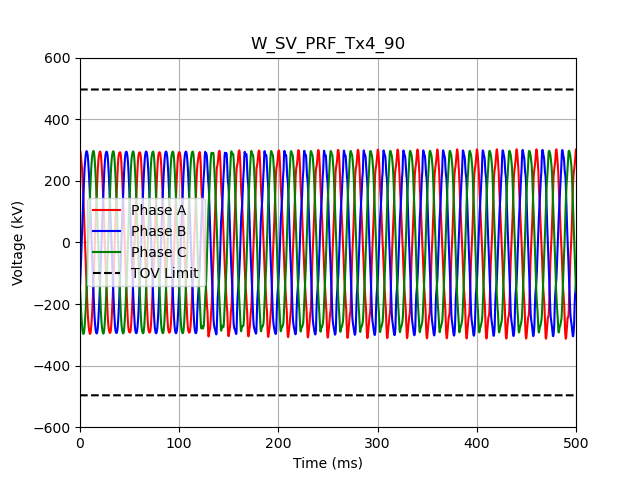 W_SV_PRF_Tx4_90
600
400
200
0
−200
−400
−600
Voltage (kV)
Phase A
Phase B
Phase C
TOV Limit
0 100 200 300 400 500
Time (ms)